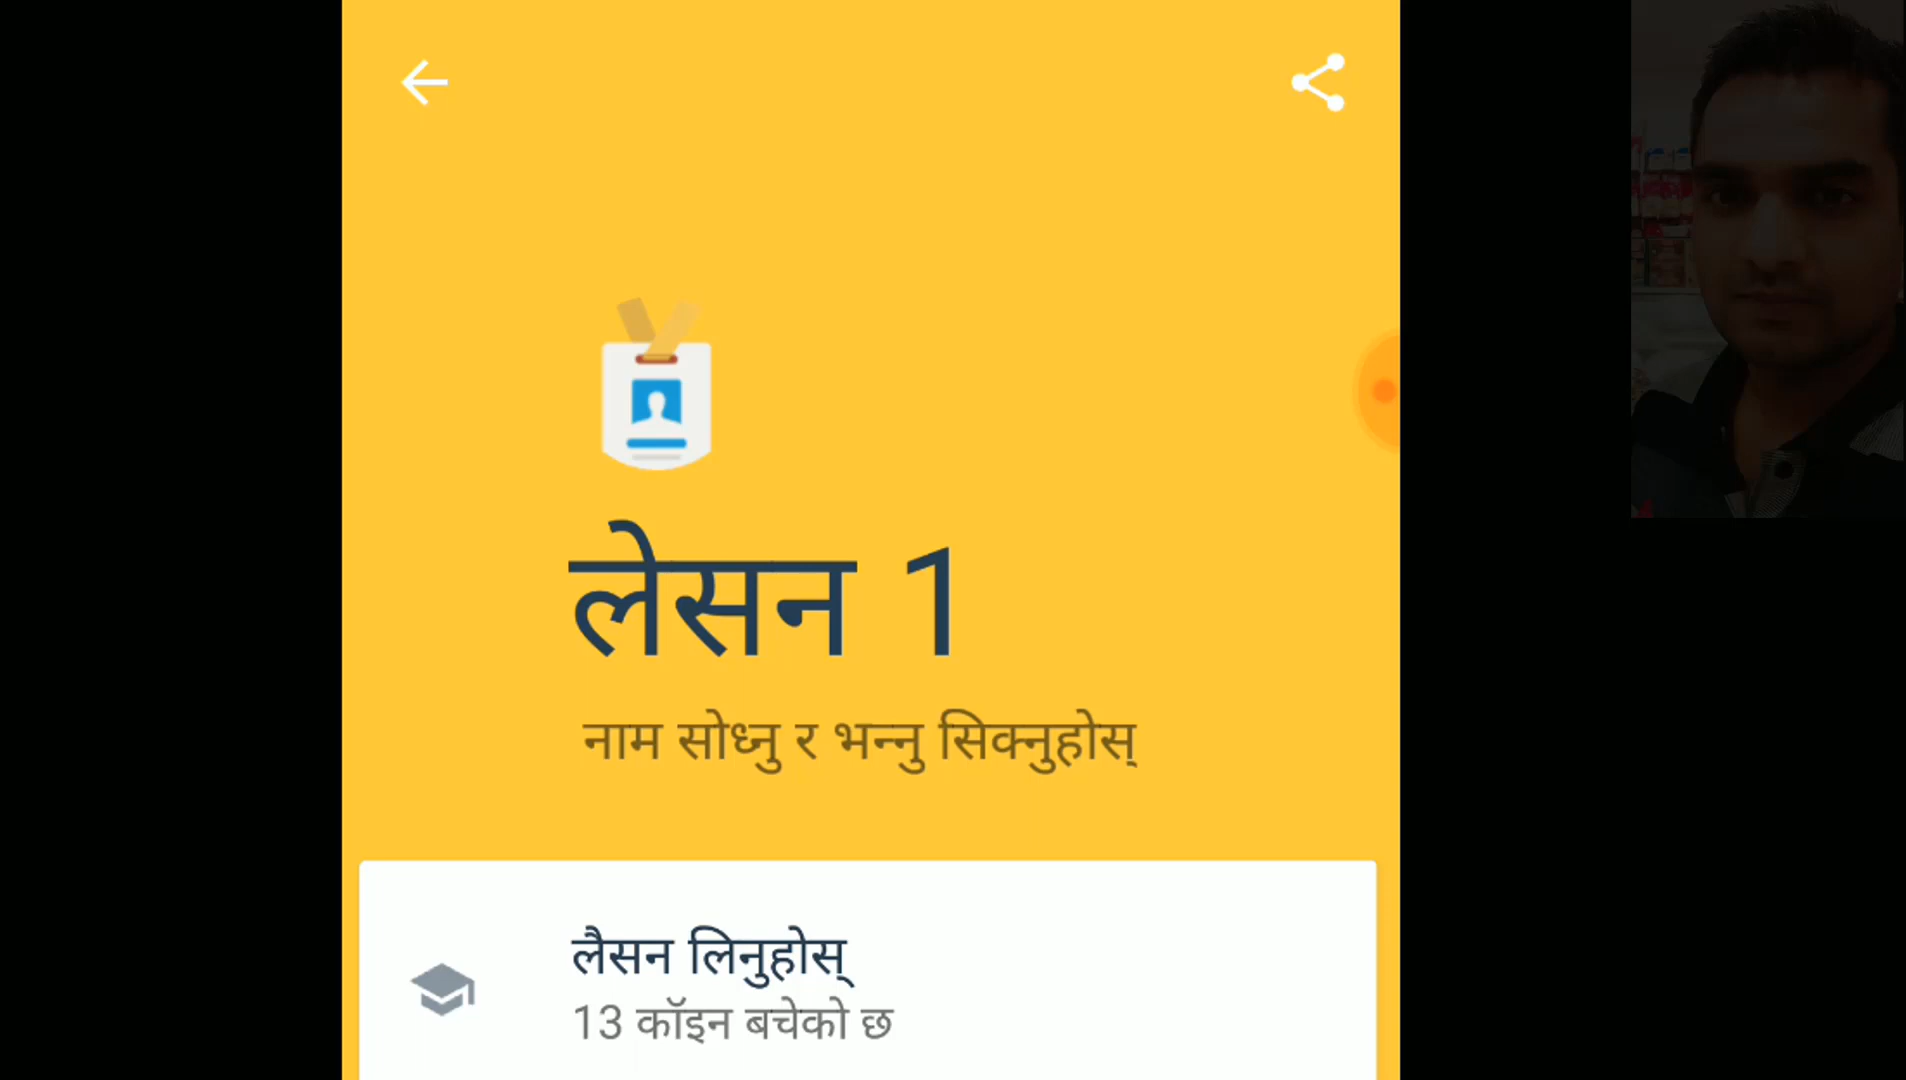 लेसन 1
नाम सोध्नु र भन्नु सिक्नुहोस्
लैसन लिनुहोस्
13 कॉइन बचेको छ